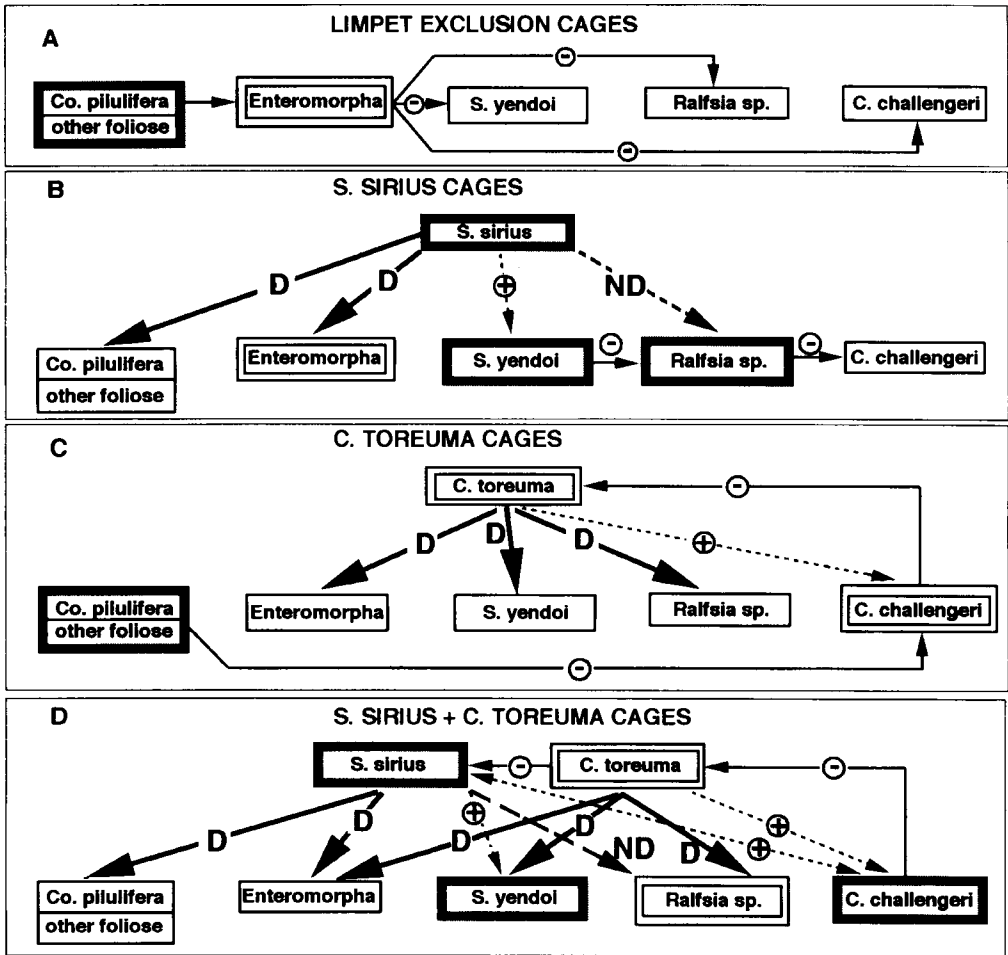 A
LIMPET EXCLUSION CAGES
Co. pilulifera
other foliose
Enteromorpha
S. yendoi
Ralfsia sp.
C. challengeri
-
-
-
B
S. SIRIUS CAGES
S. sirius
D
D
+
ND
Co. pilulifera
other foliose
Enteromorpha
S. yendoi
-
Ralfsia sp.
-
C. challengeri
C
C. TOREUMA CAGES
C. toreuma
-
D
D
D
+
Co. pilulifera
other foliose
Enteromorpha
S. yendoi
Ralfsia sp.
C. challengeri
-
D
S. SIRIUS + C. TOREUMA CAGES
S. sirius
-
C. toreuma
-
D
D
+
D
D
ND
D
+
+
Co. pilulifera
other foliose
Enteromorpha
S. yendoi
Ralfsia sp.
C. challengeri